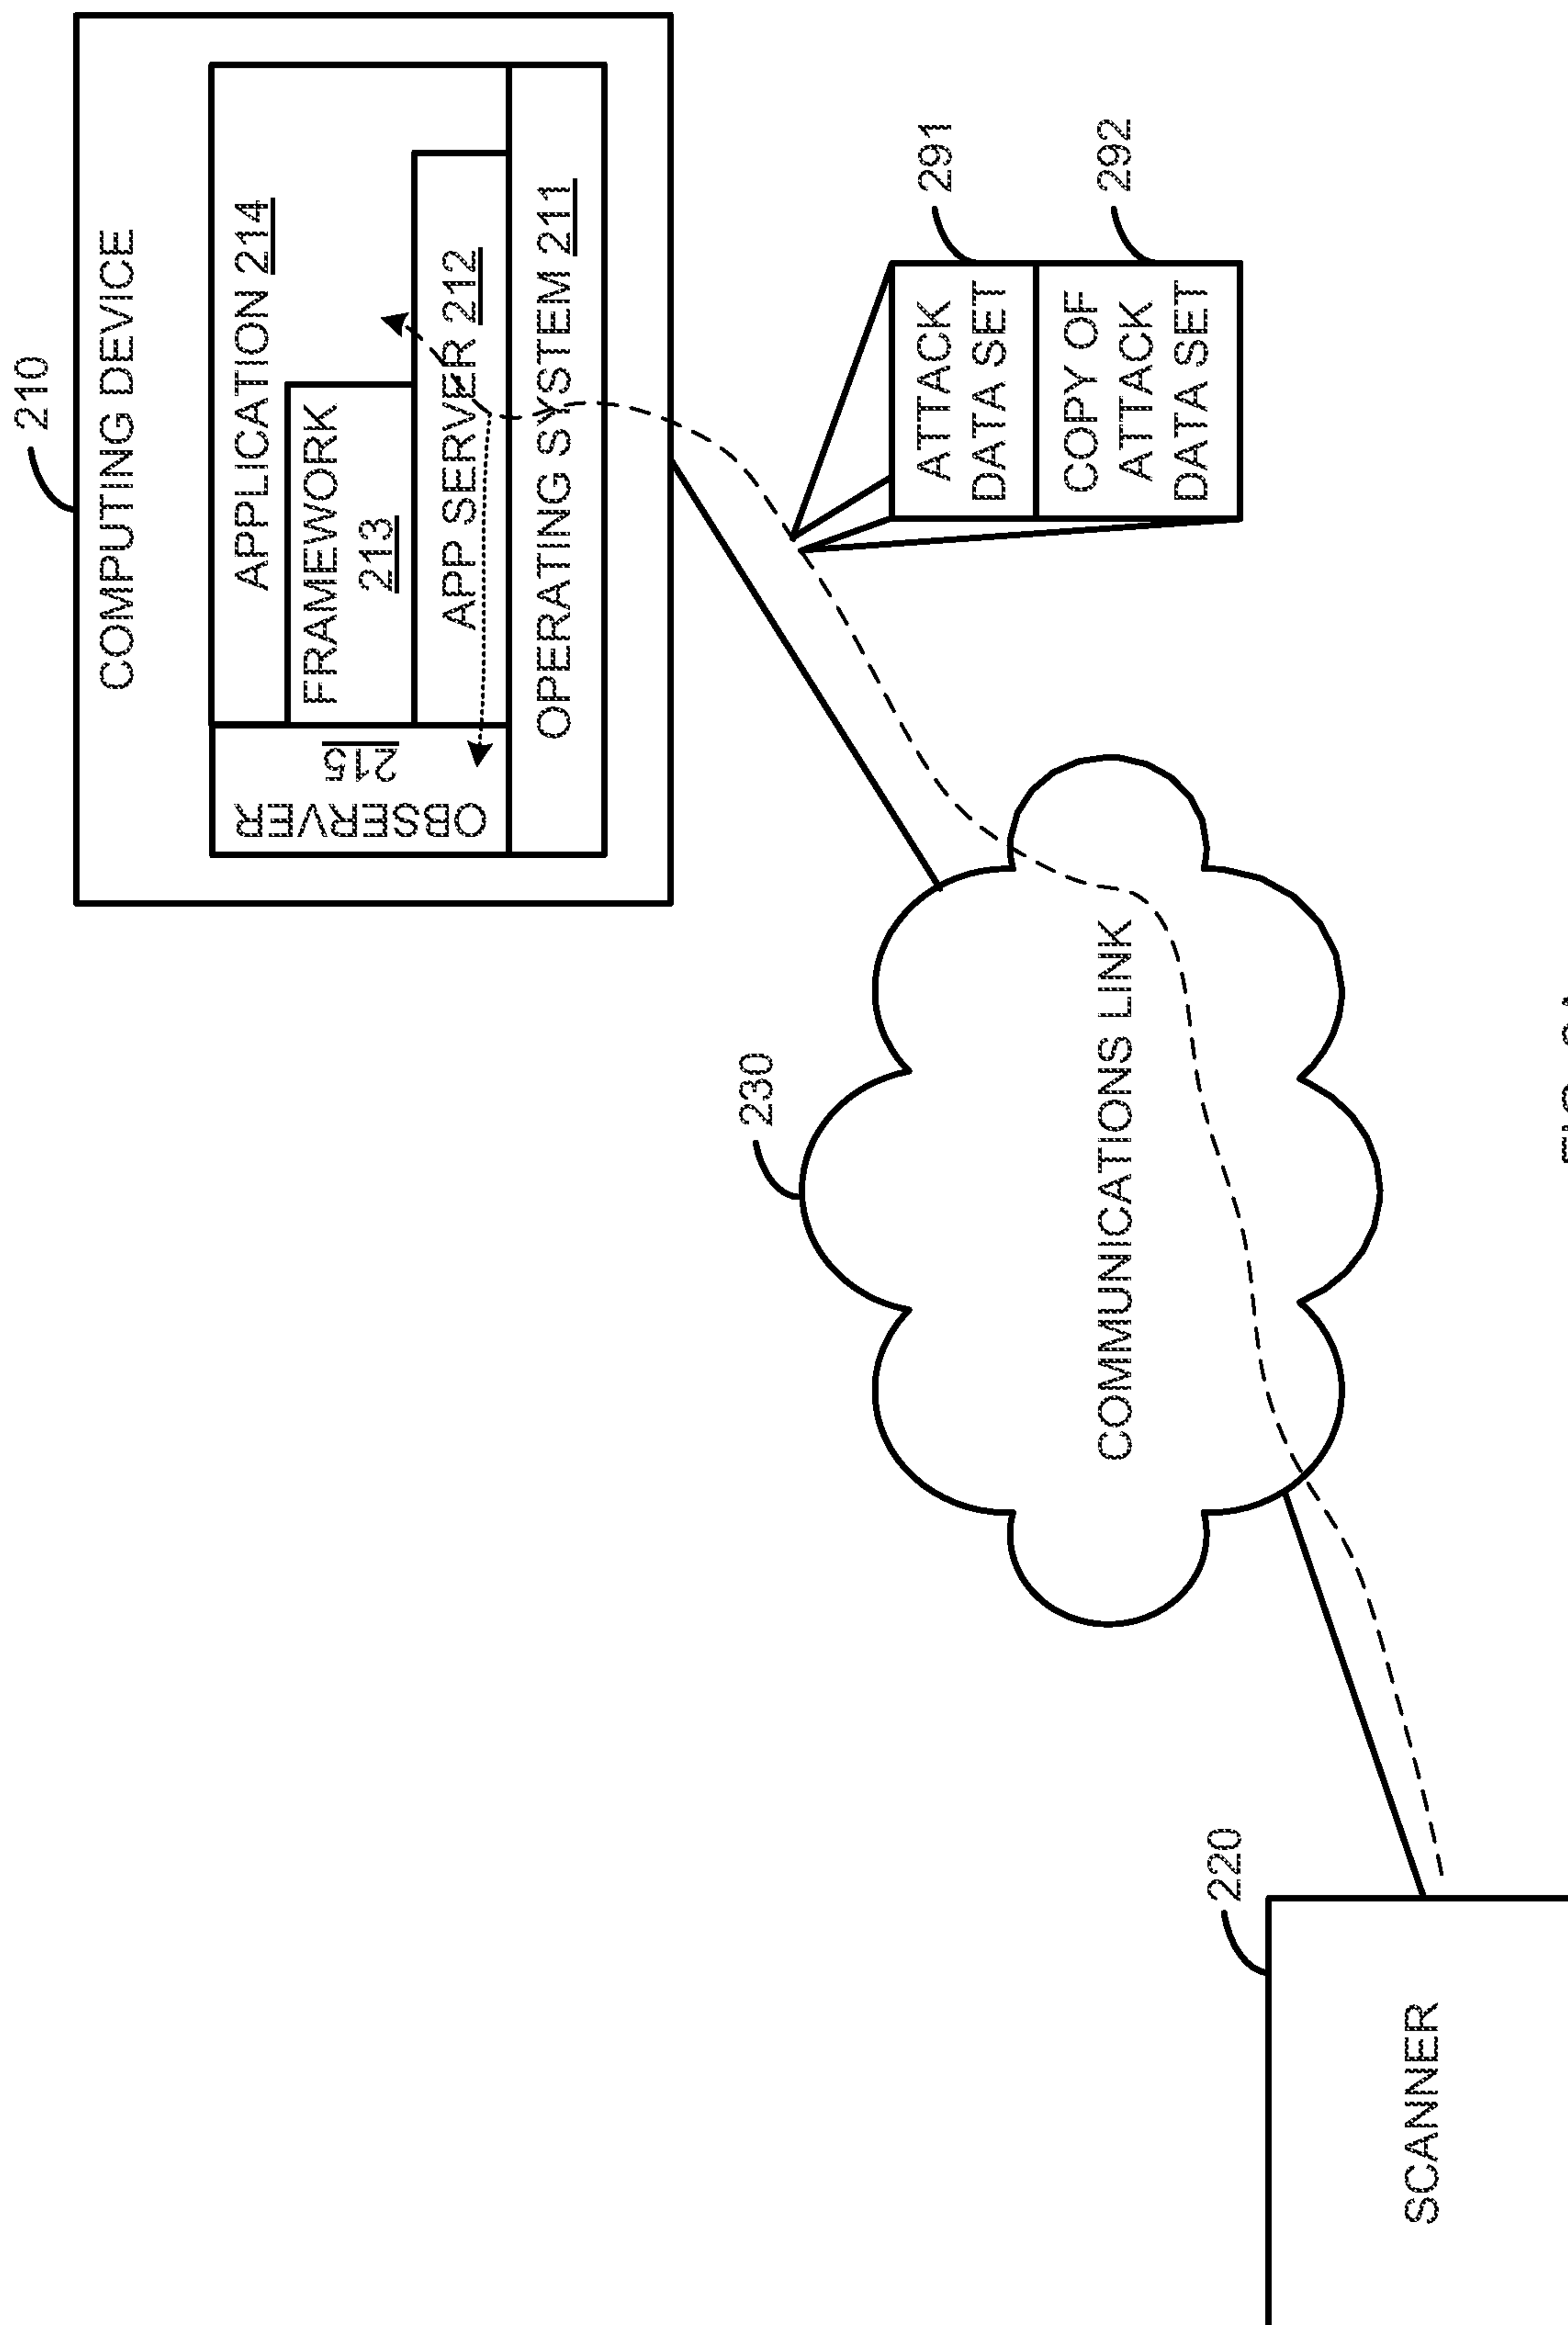 210
COMPUTING DEVICE
APPLICATION 214
FRAMEWORK
213
APP SERVER 212
OPERATING SYSTEM 211
OBSERVER
215
291
292
ATTACK
DATA SET
COPY OF
ATTACK
DATA SET
230
COMMUNICATIONS LINK
220
SCANNER